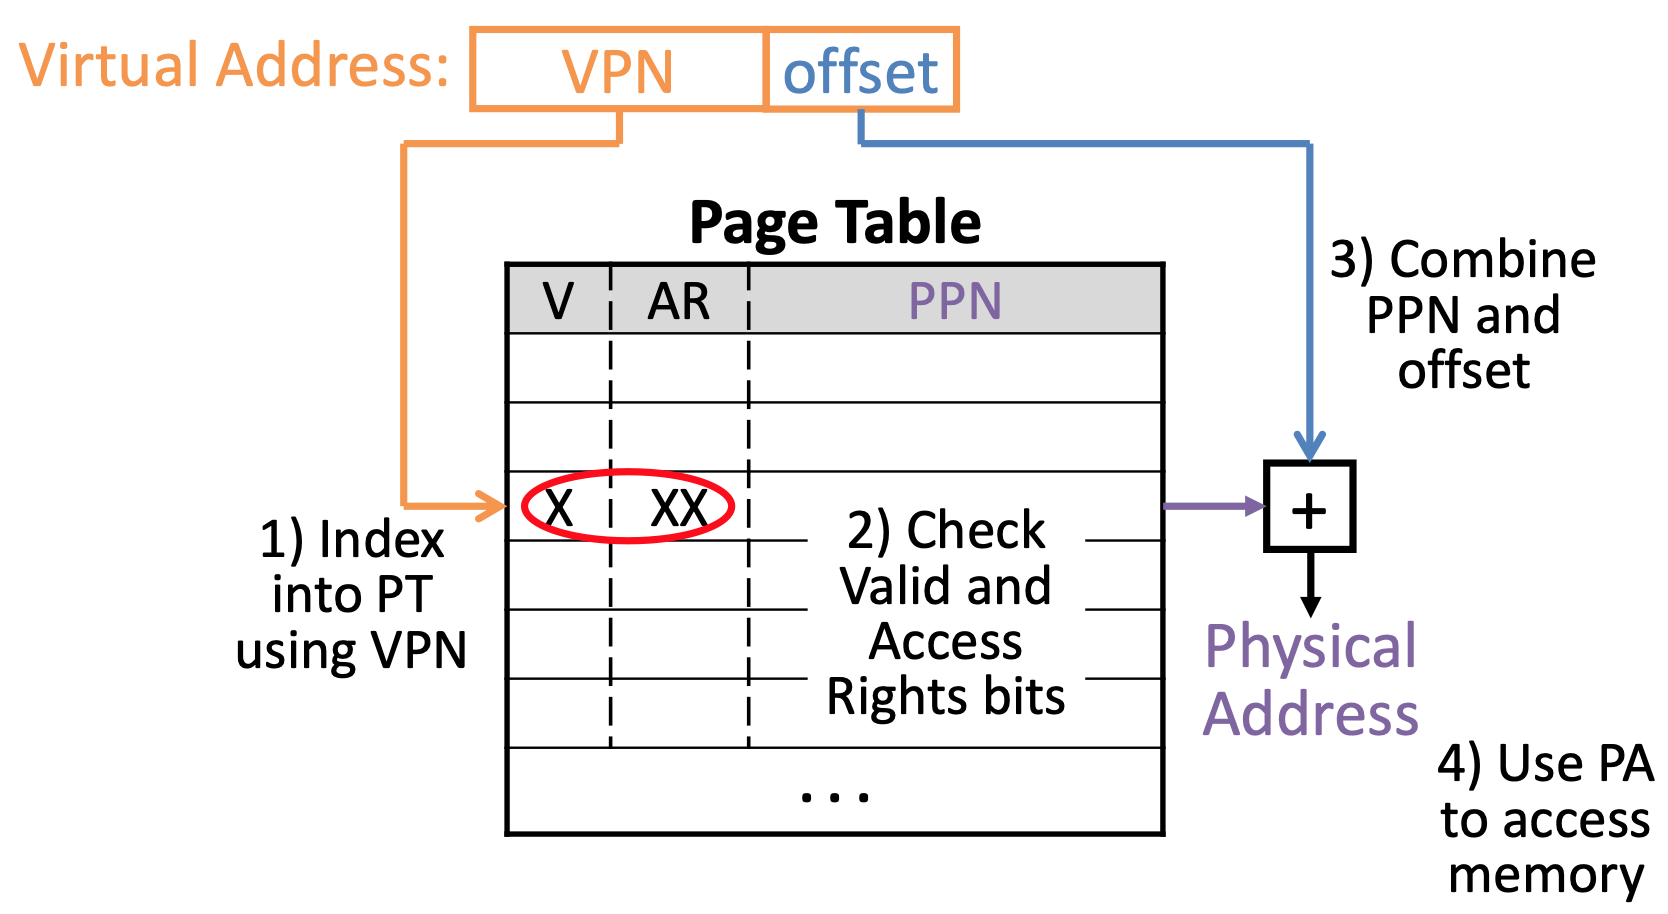 Virtual Address: VPN offset
Page Table
V AR PPN
3) Combine
PPN and
offset
X XX
+
1) Index
into PT
using VPN
2) Check
Valid and
Access
Rights bits
Physical
Address
4) Use PA
to access
memory
...